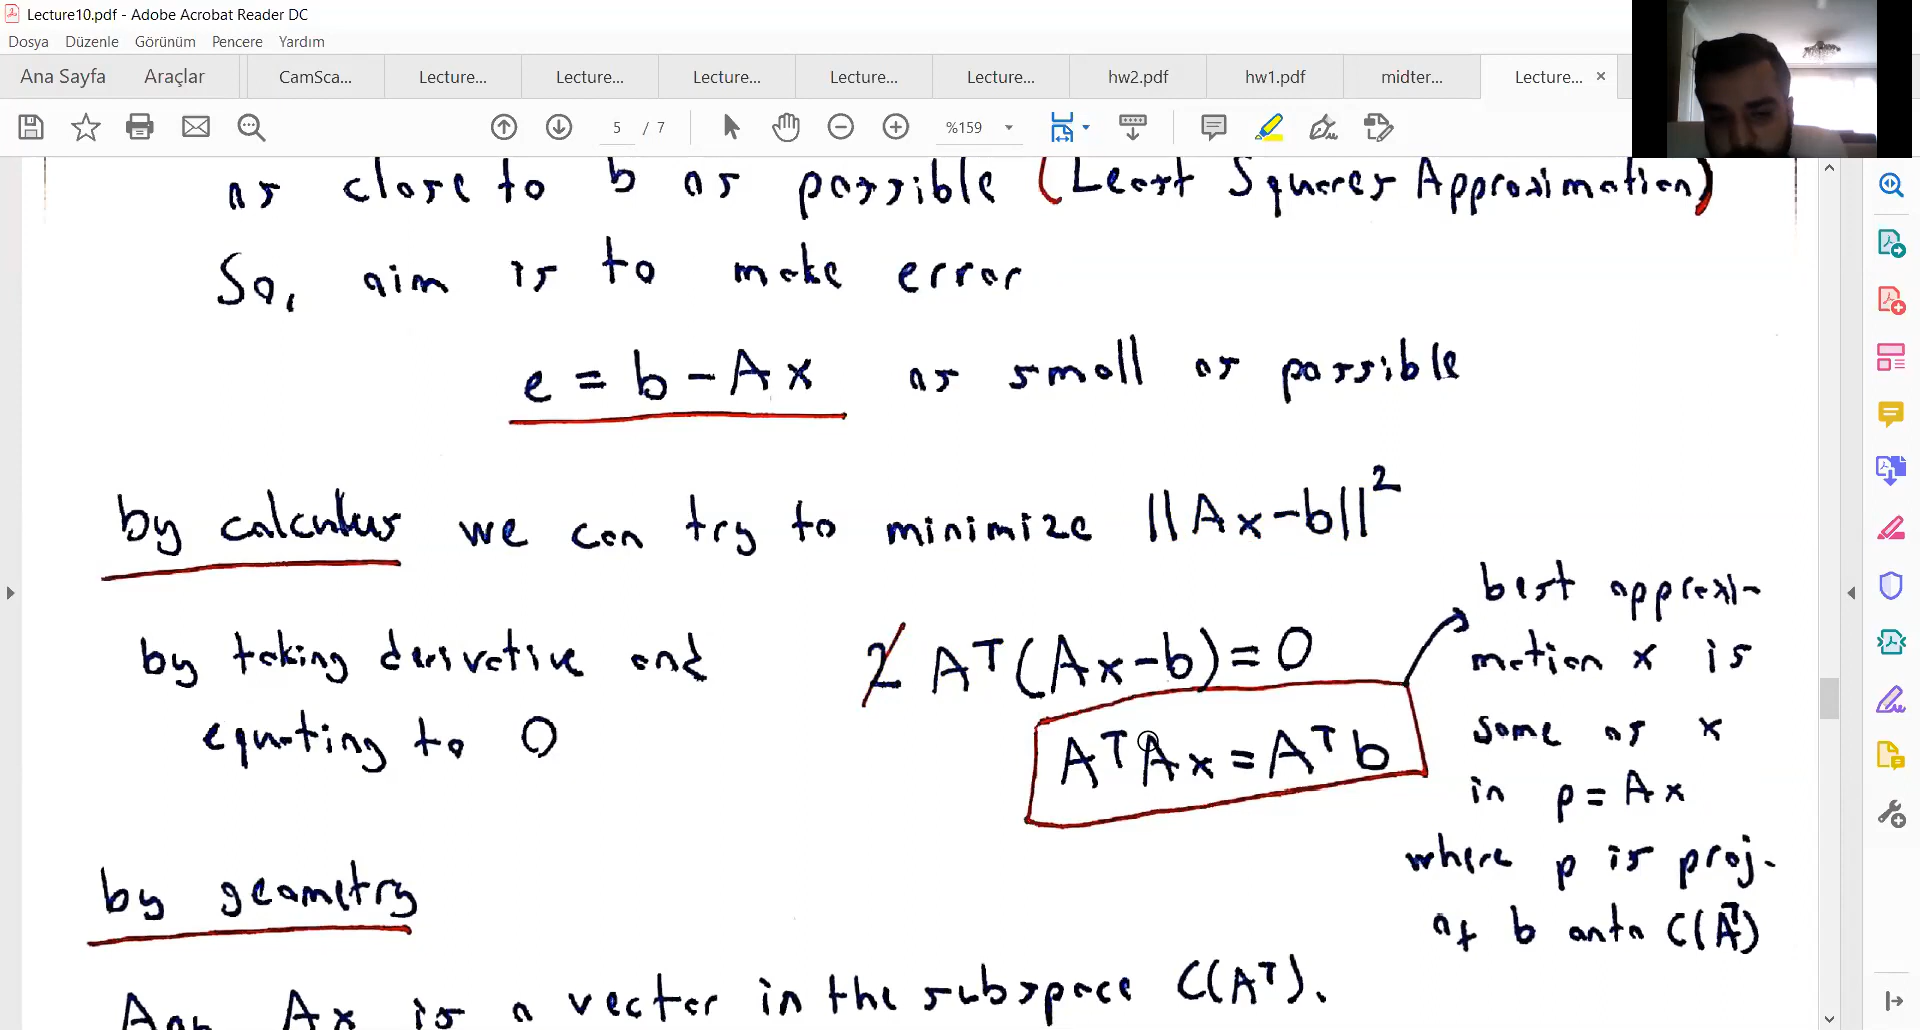 Lecture10.pdf - Adobe Acrobat Reader DC
Dosya Düzenle Görünüm Pencere Yardım
Ana Sayfa Araçlar CamSca... Lecture... Lecture... Lecture... Lecture... Lecture... hw2.pdf hw1.pdf midter... Lecture... ×
5 / 7 %159
as close to b as possible (Least Squares Approximation)
So, aim is to make error
e = b - Ax as small as possible
by calculus we can try to minimize ||Ax-b||²
by taking derivative and 2 Aᵀ(Ax-b) = 0
equating to 0
AᵀAx = Aᵀb
best approxi-
mation x is
same as x
in p = Ax
where p is proj.
of b onto C(Aᵀ)
by geometry
Any Ax is a vector in the subspace C(Aᵀ).